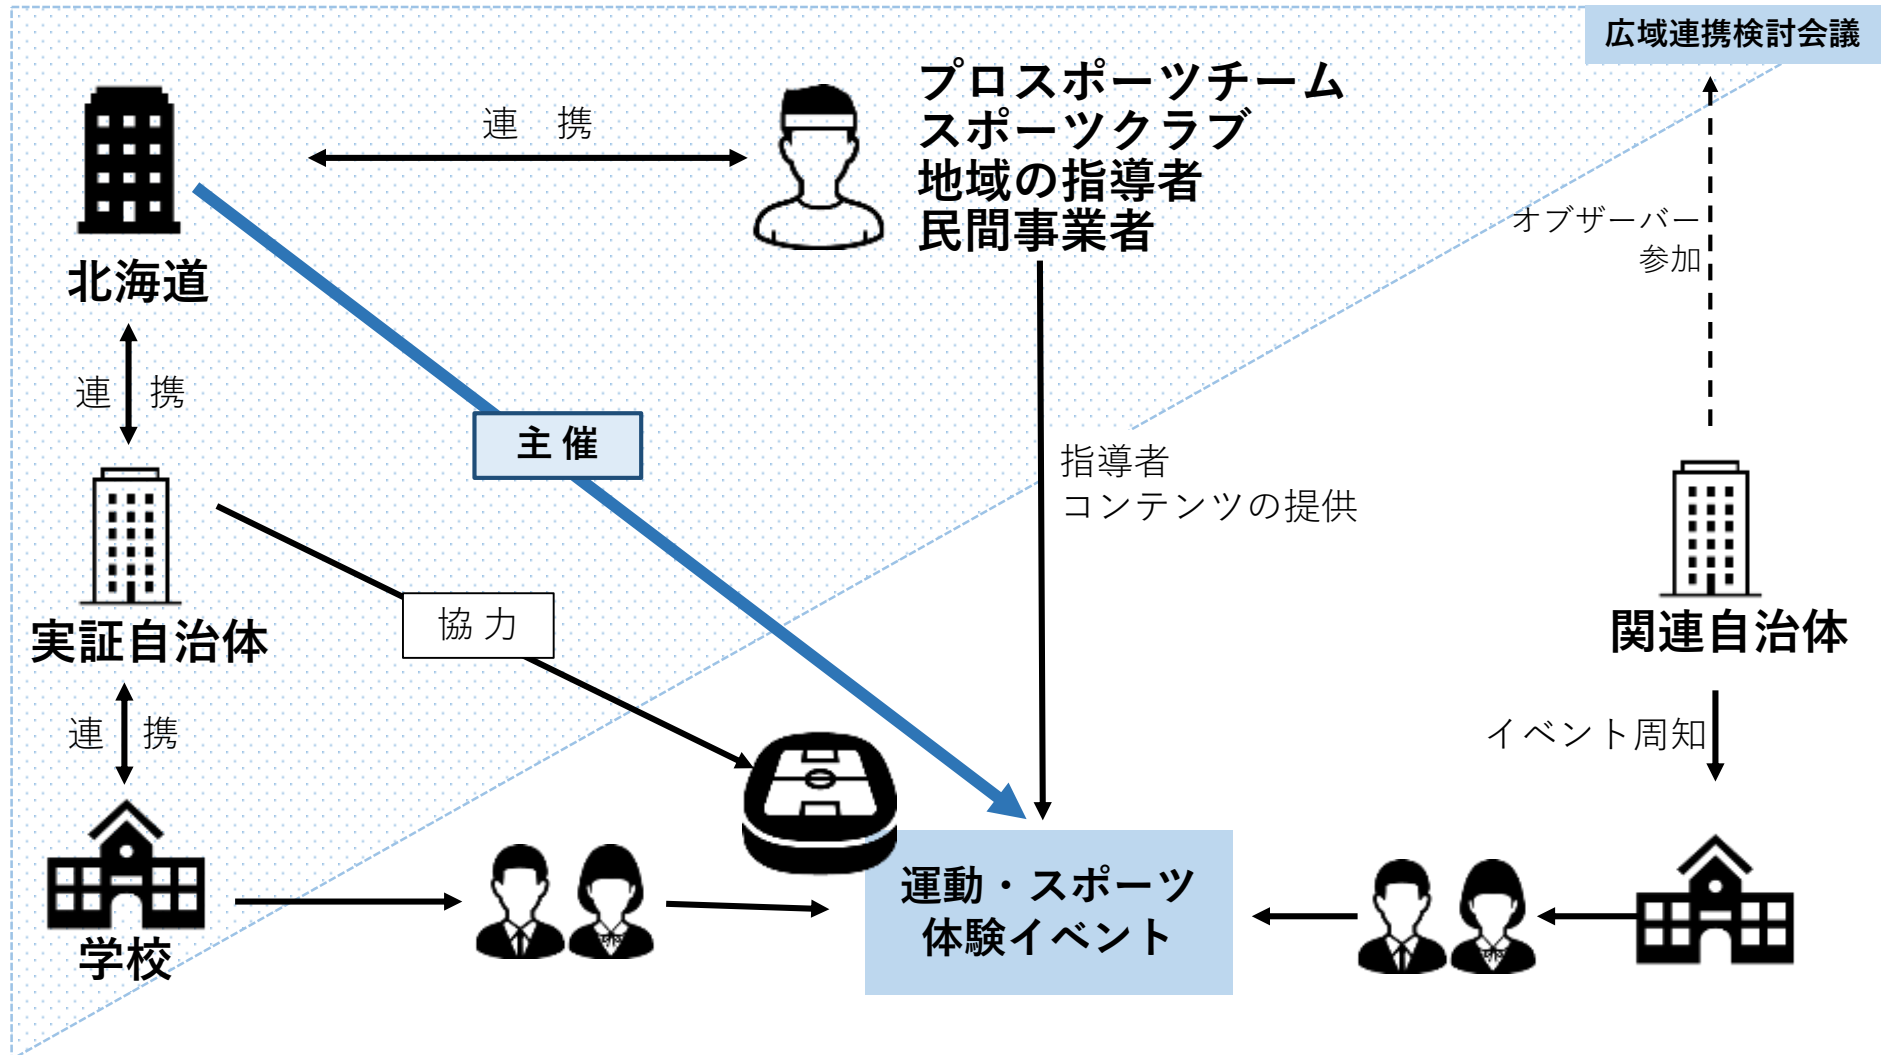 広域連携検討会議
プロスポーツチーム
スポーツクラブ
地域の指導者
民間事業者
連 携
北海道
オブザーバー
参加
連 携
主 催
指導者
コンテンツの提供
協 力
実証自治体
関連自治体
連 携
イベント周知
運動・スポーツ
体験イベント
学校